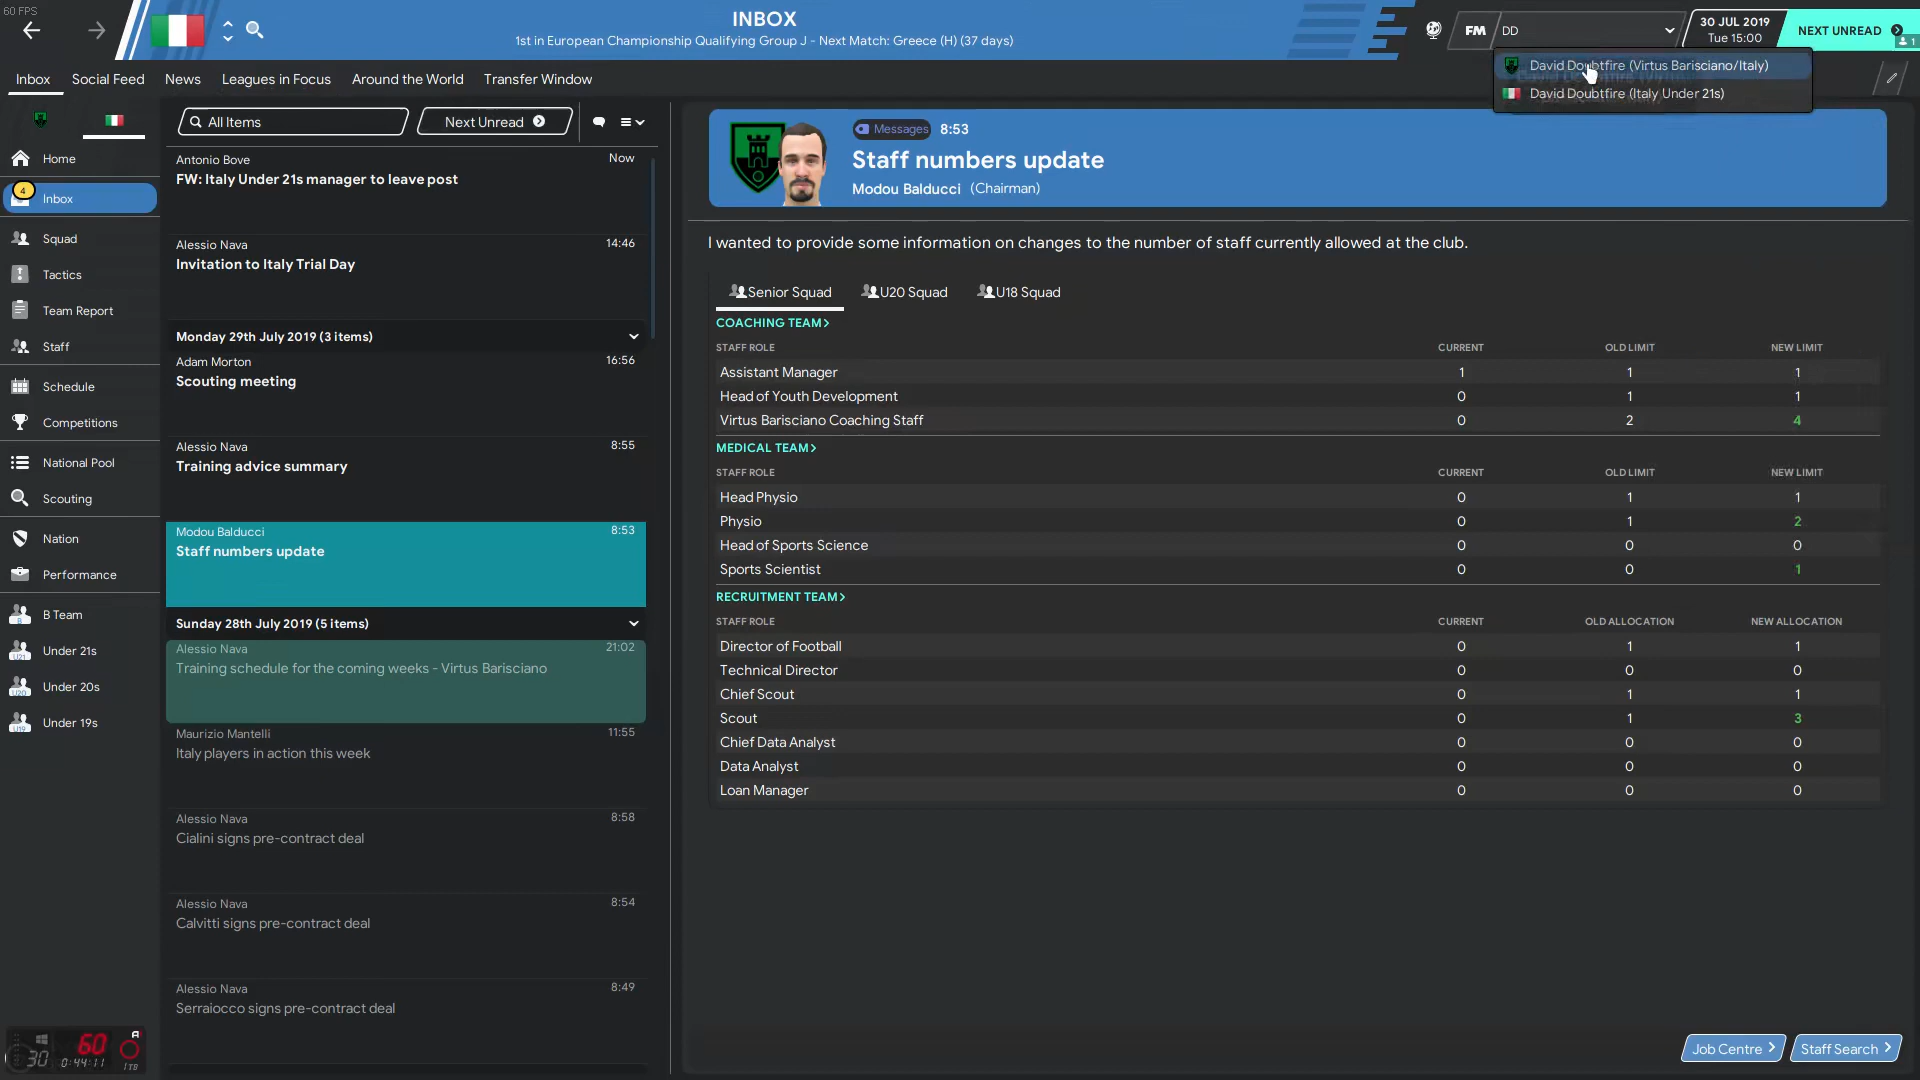 60 FPS
INBOX
1st in European Championship Qualifying Group J - Next Match: Greece (H) (37 days)
FM
DD
30 JUL 2019
Tue 15:00
NEXT UNREAD
1
David Doubtfire (Virtus Barisciano/Italy)
David Doubtfire (Italy Under 21s)
Inbox
Social Feed
News
Leagues in Focus
Around the World
Transfer Window
Home
4
Inbox
Squad
Tactics
Team Report
Staff
Schedule
Competitions
National Pool
Scouting
Nation
Performance
B Team
Under 21s
Under 20s
Under 19s
All Items
Next Unread
Antonio Bove Now
FW: Italy Under 21s manager to leave post
Alessio Nava 14:46
Invitation to Italy Trial Day
Monday 29th July 2019 (3 items)
Adam Morton 16:56
Scouting meeting
Alessio Nava 8:55
Training advice summary
Modou Balducci 8:53
Staff numbers update
Sunday 28th July 2019 (5 items)
Alessio Nava 21:02
Training schedule for the coming weeks - Virtus Barisciano
Maurizio Mantelli 11:55
Italy players in action this week
Alessio Nava 8:58
Cialini signs pre-contract deal
Alessio Nava 8:54
Calvitti signs pre-contract deal
Alessio Nava 8:49
Serraiocco signs pre-contract deal
Messages 8:53
Staff numbers update
Modou Balducci (Chairman)
I wanted to provide some information on changes to the number of staff currently allowed at the club.
Senior Squad U20 Squad U18 Squad
COACHING TEAM
STAFF ROLE CURRENT OLD LIMIT NEW LIMIT
Assistant Manager 1 1 1
Head of Youth Development 0 1 1
Virtus Barisciano Coaching Staff 0 2 4
MEDICAL TEAM
STAFF ROLE CURRENT OLD LIMIT NEW LIMIT
Head Physio 0 1 1
Physio 0 1 2
Head of Sports Science 0 0 0
Sports Scientist 0 0 1
RECRUITMENT TEAM
STAFF ROLE CURRENT OLD ALLOCATION NEW ALLOCATION
Director of Football 0 1 1
Technical Director 0 0 0
Chief Scout 0 1 1
Scout 0 1 3
Chief Data Analyst 0 0 0
Data Analyst 0 0 0
Loan Manager 0 0 0
Job Centre
Staff Search
60
30 0:44:11
A
1TB